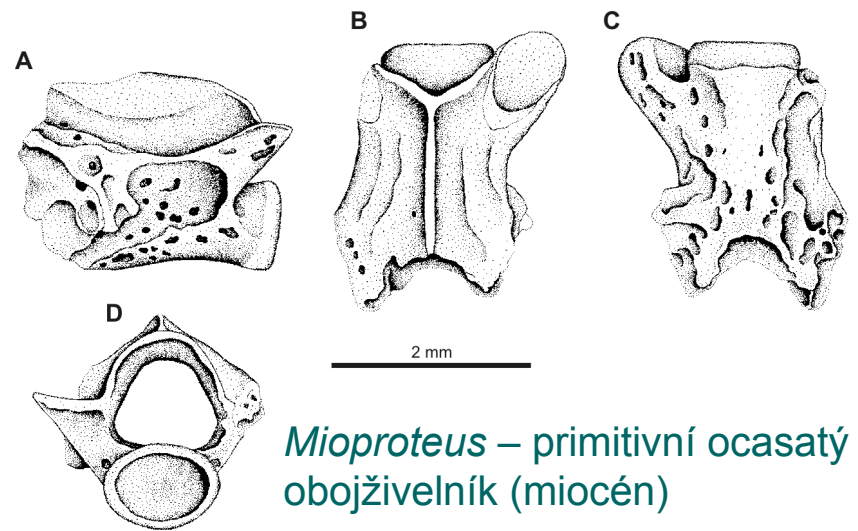 A
B
C
D
2 mm
Mioproteus – primitivní ocasatý
obojživelník (miocén)